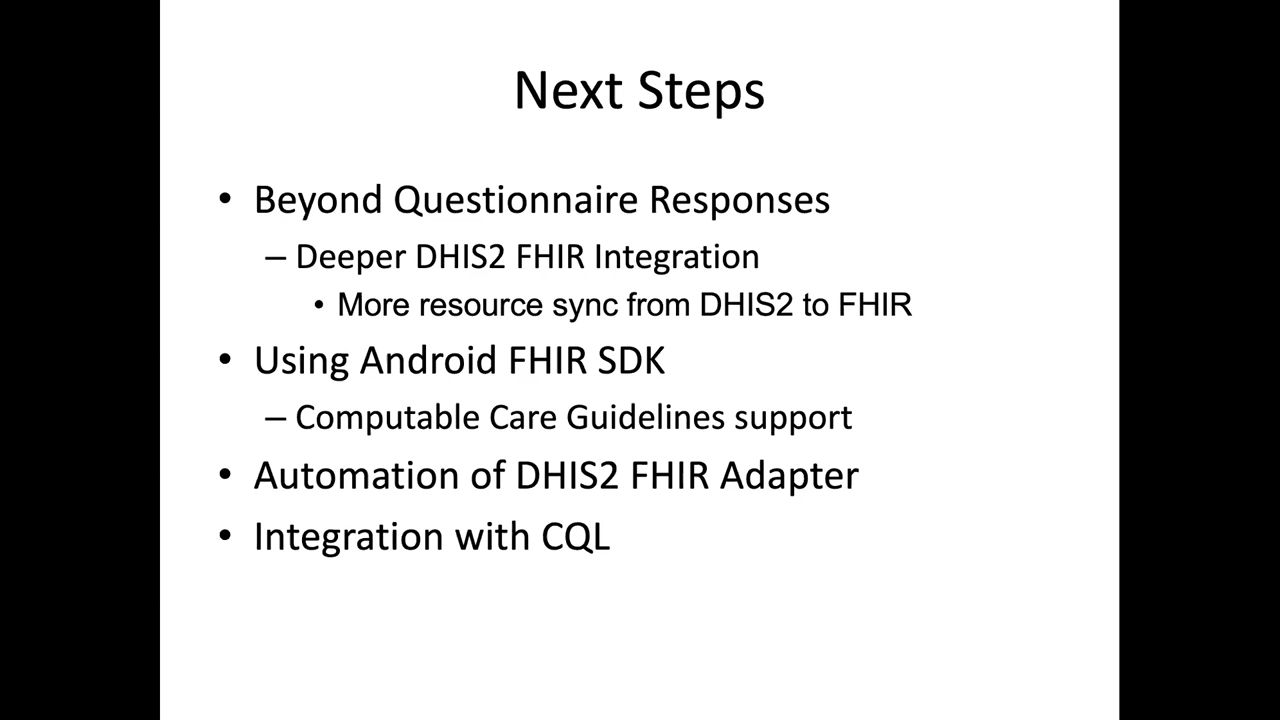 Next Steps
• Beyond Questionnaire Responses
– Deeper DHIS2 FHIR Integration
• More resource sync from DHIS2 to FHIR
• Using Android FHIR SDK
– Computable Care Guidelines support
• Automation of DHIS2 FHIR Adapter
• Integration with CQL